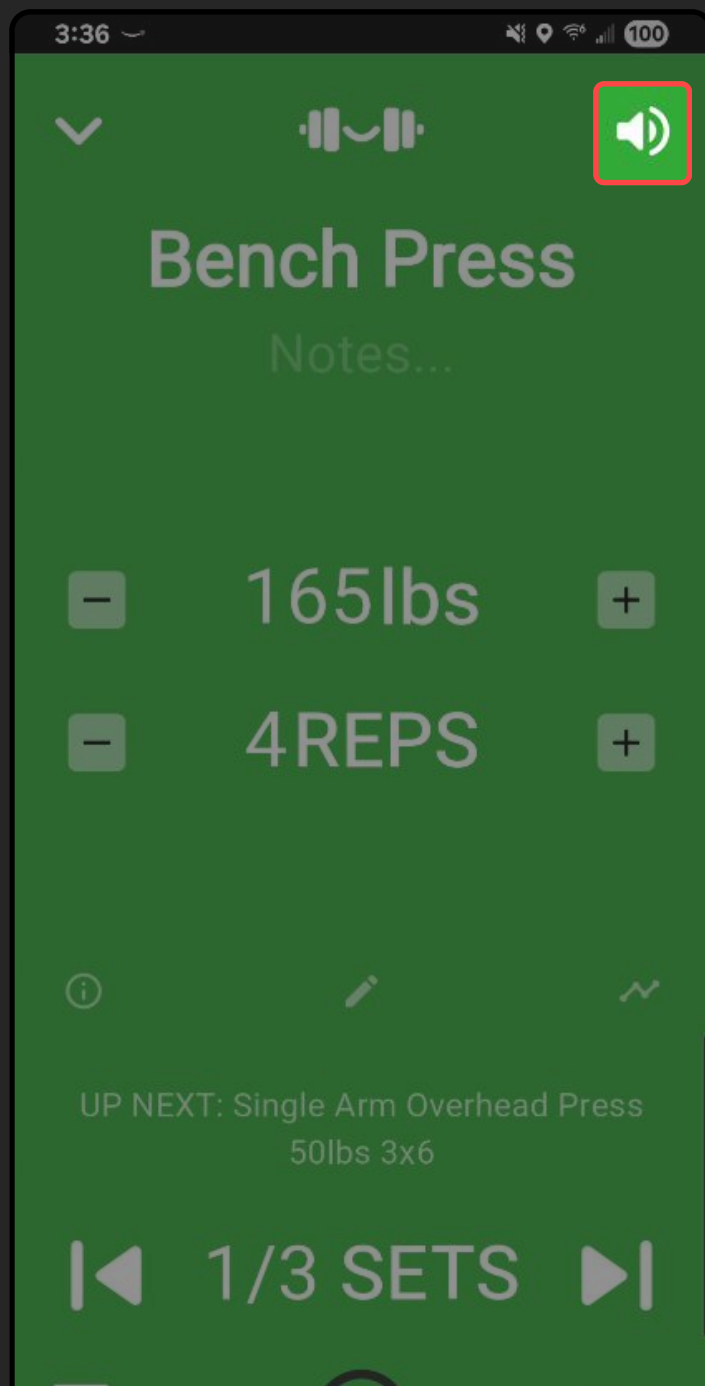 3:36
100
Bench Press
Notes...
165lbs
4REPS
UP NEXT: Single Arm Overhead Press
50lbs 3x6
1/3 SETS